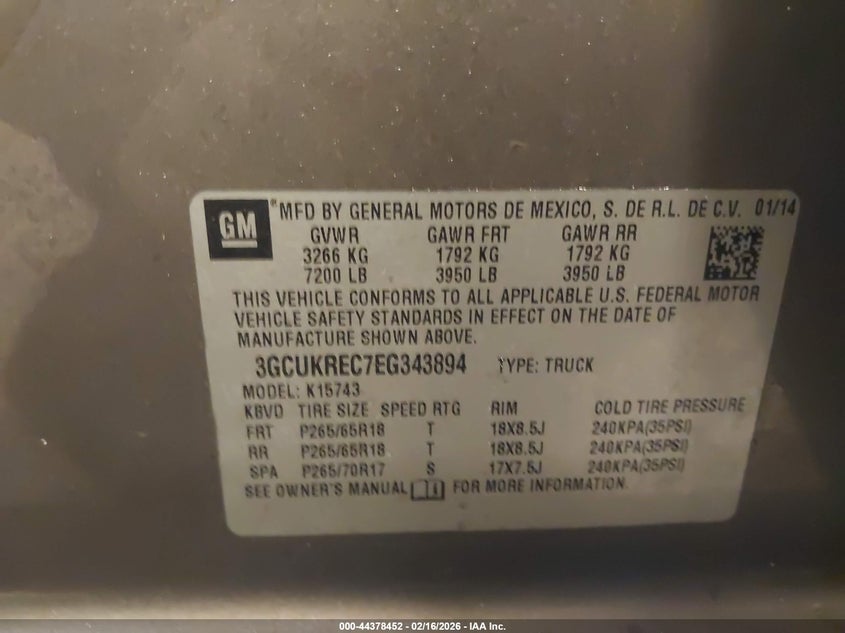 GM ® MFD BY GENERAL MOTORS DE MEXICO, S. DE R.L. DE C.V. 01/14
GVWR GAWR FRT GAWR RR
3266 KG 1792 KG 1792 KG
7200 LB 3950 LB 3950 LB
THIS VEHICLE CONFORMS TO ALL APPLICABLE U.S. FEDERAL MOTOR
VEHICLE SAFETY STANDARDS IN EFFECT ON THE DATE OF
MANUFACTURE SHOWN ABOVE.
3GCUKREC7EG343894 TYPE: TRUCK
MODEL: K15743
KBVD TIRE SIZE SPEED RTG RIM COLD TIRE PRESSURE
FRT P265/65R18 T 18X8.5J 240KPA(35PSI)
RR P265/65R18 T 18X8.5J 240KPA(35PSI)
SPA P265/70R17 S 17X7.5J 240KPA(35PSI)
SEE OWNER'S MANUAL FOR MORE INFORMATION.
000-44378452 - 02/16/2026 - IAA Inc.